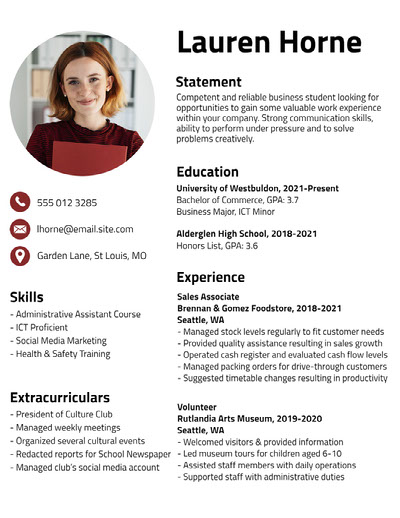 Lauren Horne
Statement
Competent and reliable business student looking for
opportunities to gain some valuable work experience
within your company. Strong communication skills,
ability to perform under pressure and to solve
problems creatively.
555 012 3285
lhorne@email.site.com
Garden Lane, St Louis, MO
Skills
- Administrative Assistant Course
- ICT Proficient
- Social Media Marketing
- Health & Safety Training
Extracurriculars
- President of Culture Club
- Managed weekly meetings
- Organized several cultural events
- Redacted reports for School Newspaper
- Managed club's social media account
Education
University of Westbuldon, 2021-Present
Bachelor of Commerce, GPA: 3.7
Business Major, ICT Minor
Alderglen High School, 2018-2021
Honors List, GPA: 3.6
Experience
Sales Associate
Brennan & Gomez Foodstore, 2018-2021
Seattle, WA
- Managed stock levels regularly to fit customer needs
- Provided quality assistance resulting in sales growth
- Operated cash register and evaluated cash flow levels
- Managed packing orders for drive-through customers
- Suggested timetable changes resulting in productivity
Volunteer
Rutlandia Arts Museum, 2019-2020
Seattle, WA
- Welcomed visitors & provided information
- Led museum tours for children aged 6-10
- Assisted staff members with daily operations
- Supported staff with administrative duties